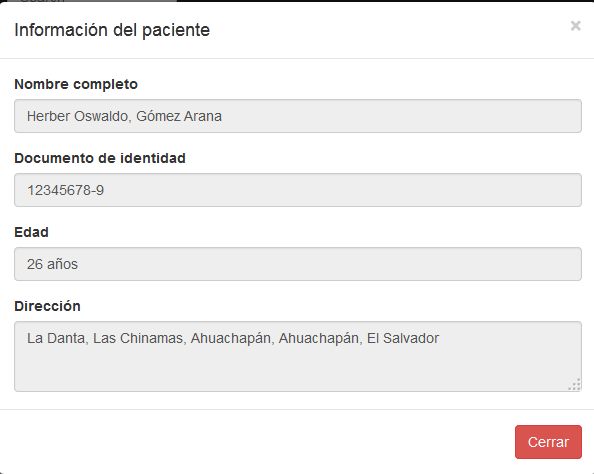 Información del paciente
×
Nombre completo
Herber Oswaldo, Gómez Arana
Documento de identidad
12345678-9
Edad
26 años
Dirección
La Danta, Las Chinamas, Ahuachapán, Ahuachapán, El Salvador
Cerrar